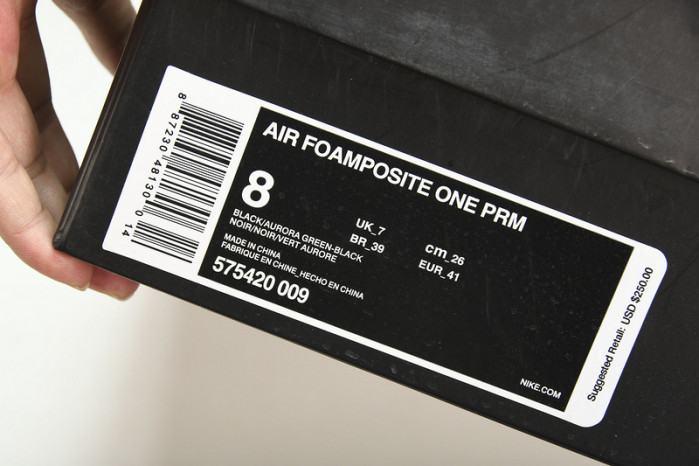 8 87230 48130 0 14
AIR FOAMPOSITE ONE PRM
8
UK_7
BR_39
cm_26
EUR_41
BLACK/AURORA GREEN-BLACK
NOIR/NOIR/VERT AURORE
MADE IN CHINA
FABRIQUE EN CHINE_HECHO EN CHINA
575420 009
NIKE.COM
Suggested Retail: USD $250.00